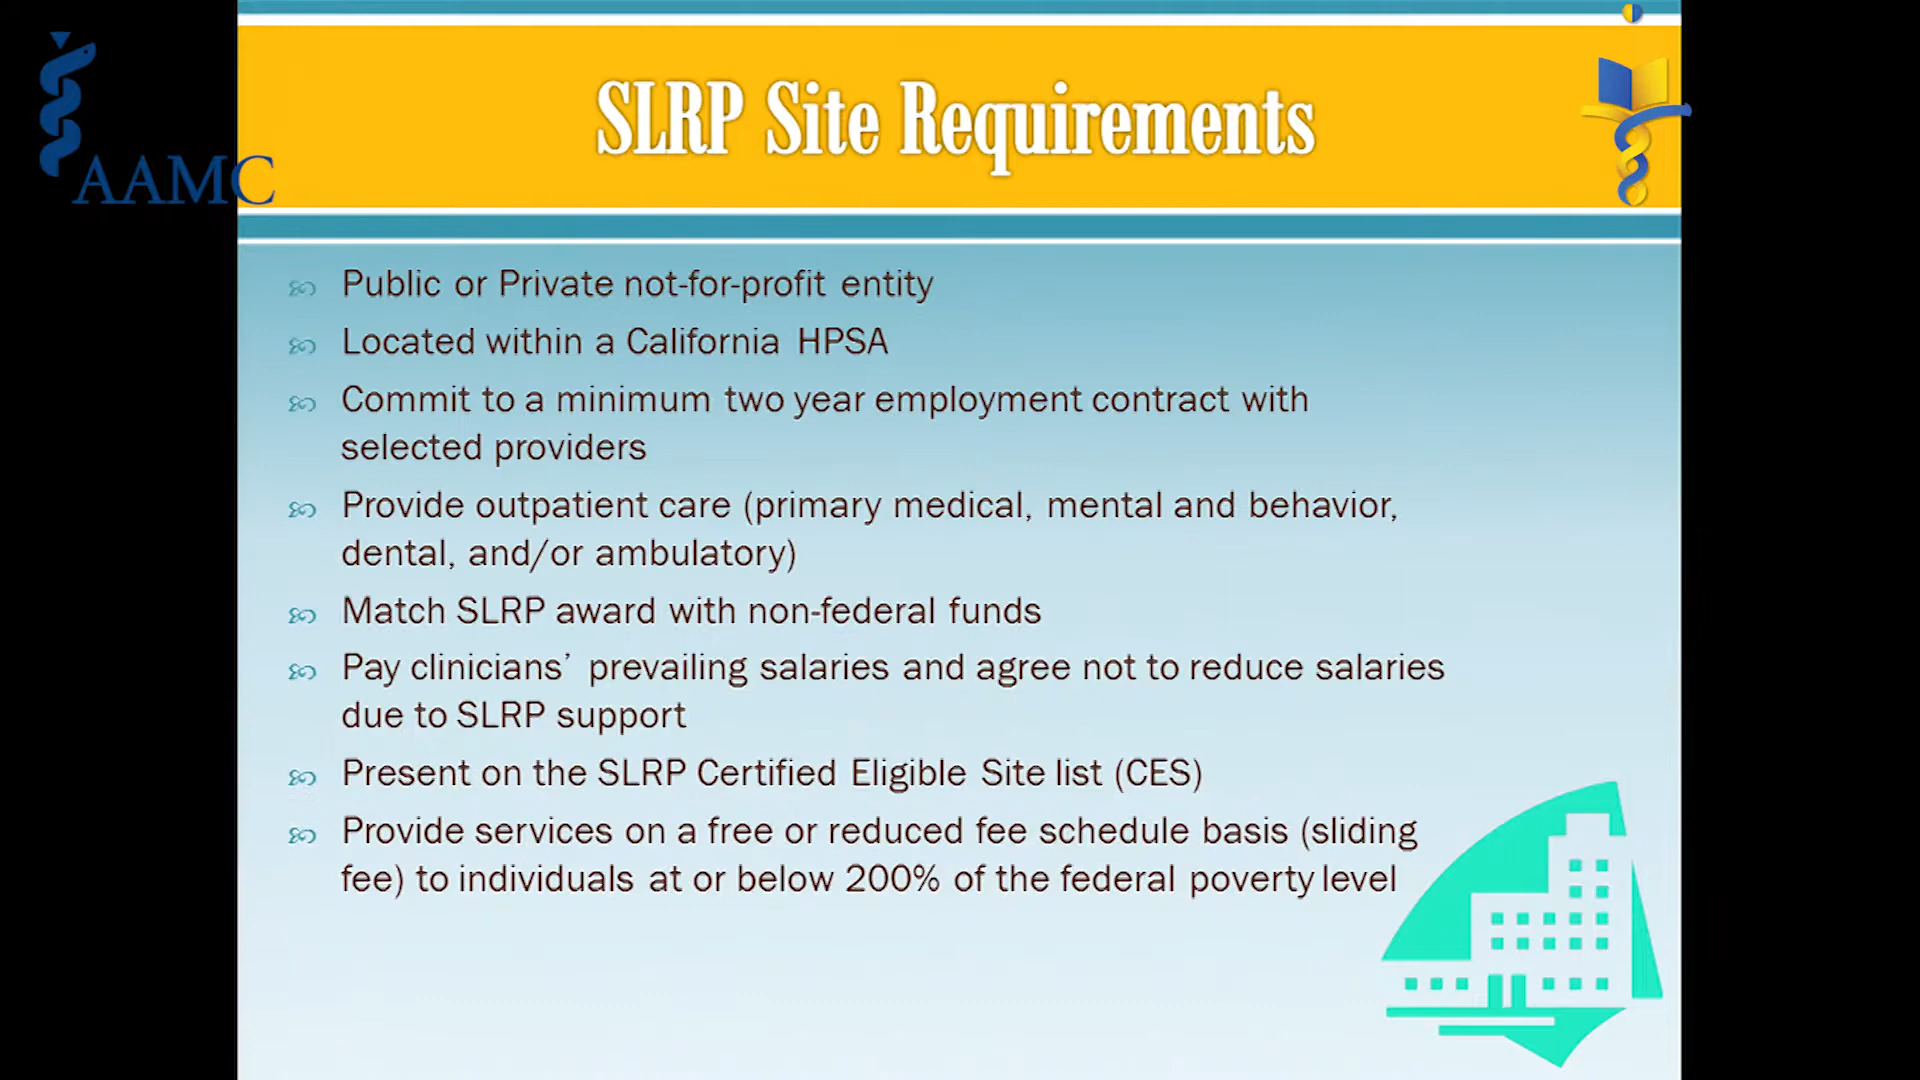 AAMC
SLRP Site Requirements
Public or Private not-for-profit entity
Located within a California HPSA
Commit to a minimum two year employment contract with
selected providers
Provide outpatient care (primary medical, mental and behavior,
dental, and/or ambulatory)
Match SLRP award with non-federal funds
Pay clinicians’ prevailing salaries and agree not to reduce salaries
due to SLRP support
Present on the SLRP Certified Eligible Site list (CES)
Provide services on a free or reduced fee schedule basis (sliding
fee) to individuals at or below 200% of the federal poverty level